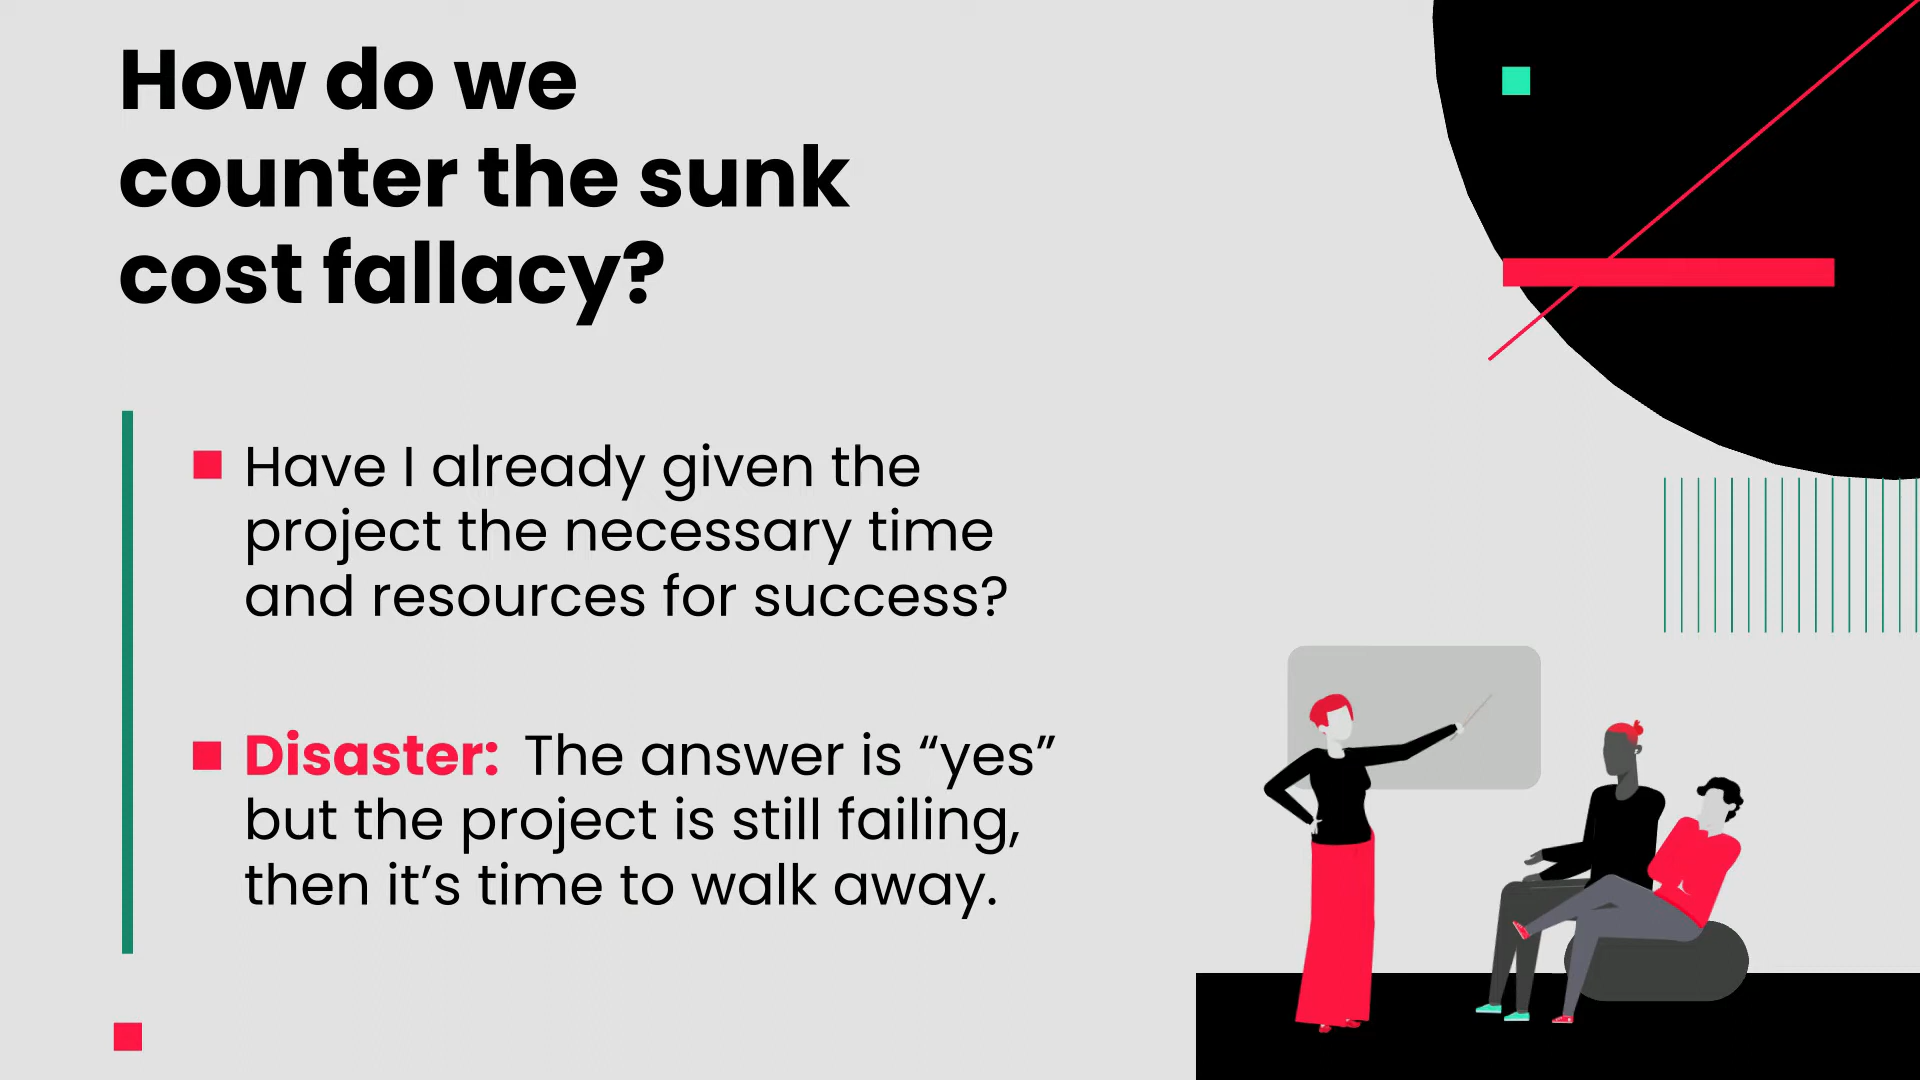 How do we
counter the sunk
cost fallacy?
Have I already given the
project the necessary time
and resources for success?
Disaster: The answer is “yes”
but the project is still failing,
then it’s time to walk away.